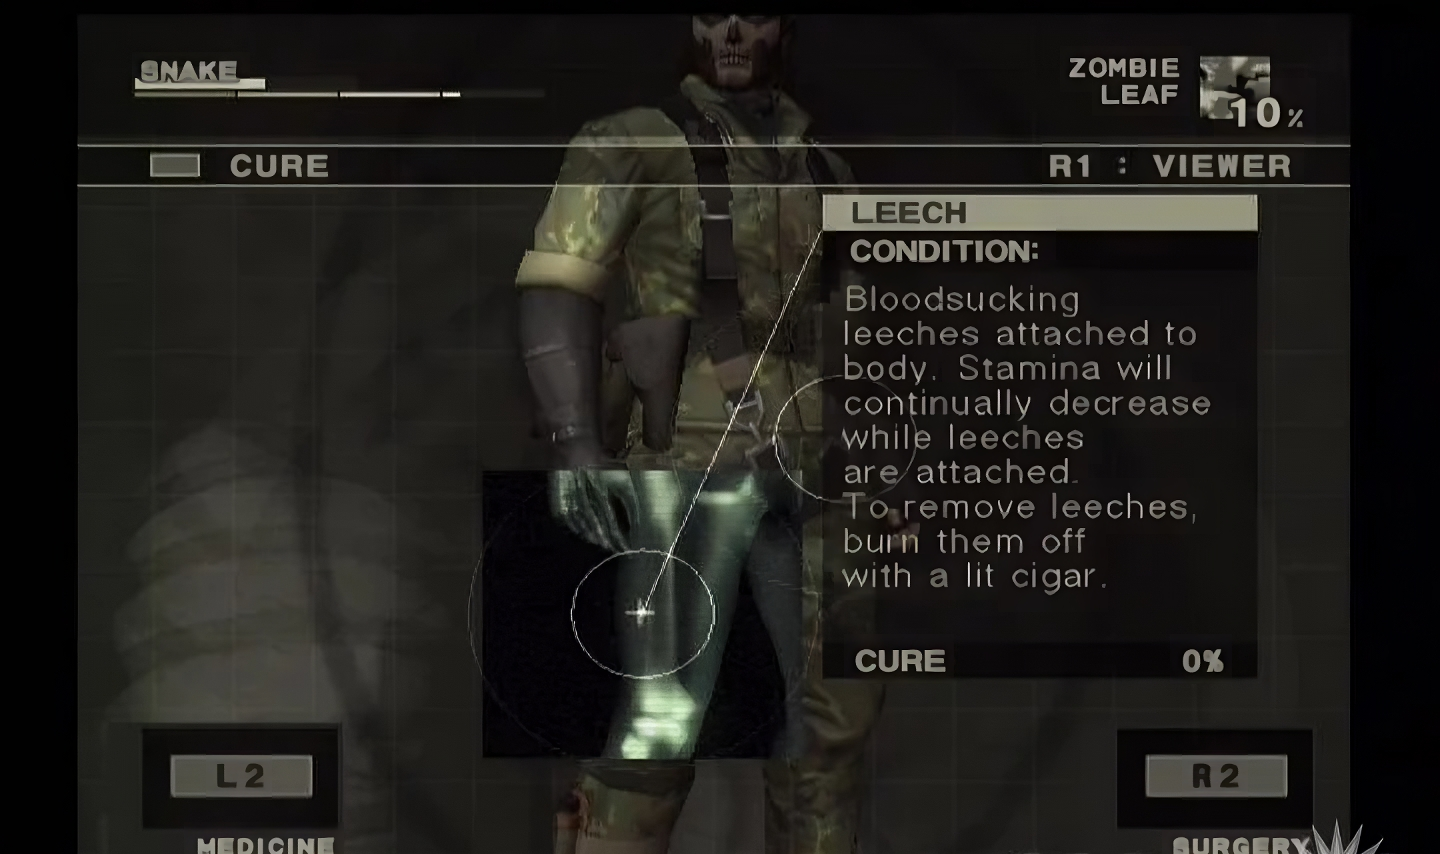 SNAKE
ZOMBIE
LEAF
10%
CURE
R1 : VIEWER
LEECH
CONDITION:
Bloodsucking
leeches attached to
body. Stamina will
continually decrease
while leeches
are attached.
To remove leeches,
burn them off
with a lit cigar.
CURE 0%
L2
R2
MEDICINE
SURGERY